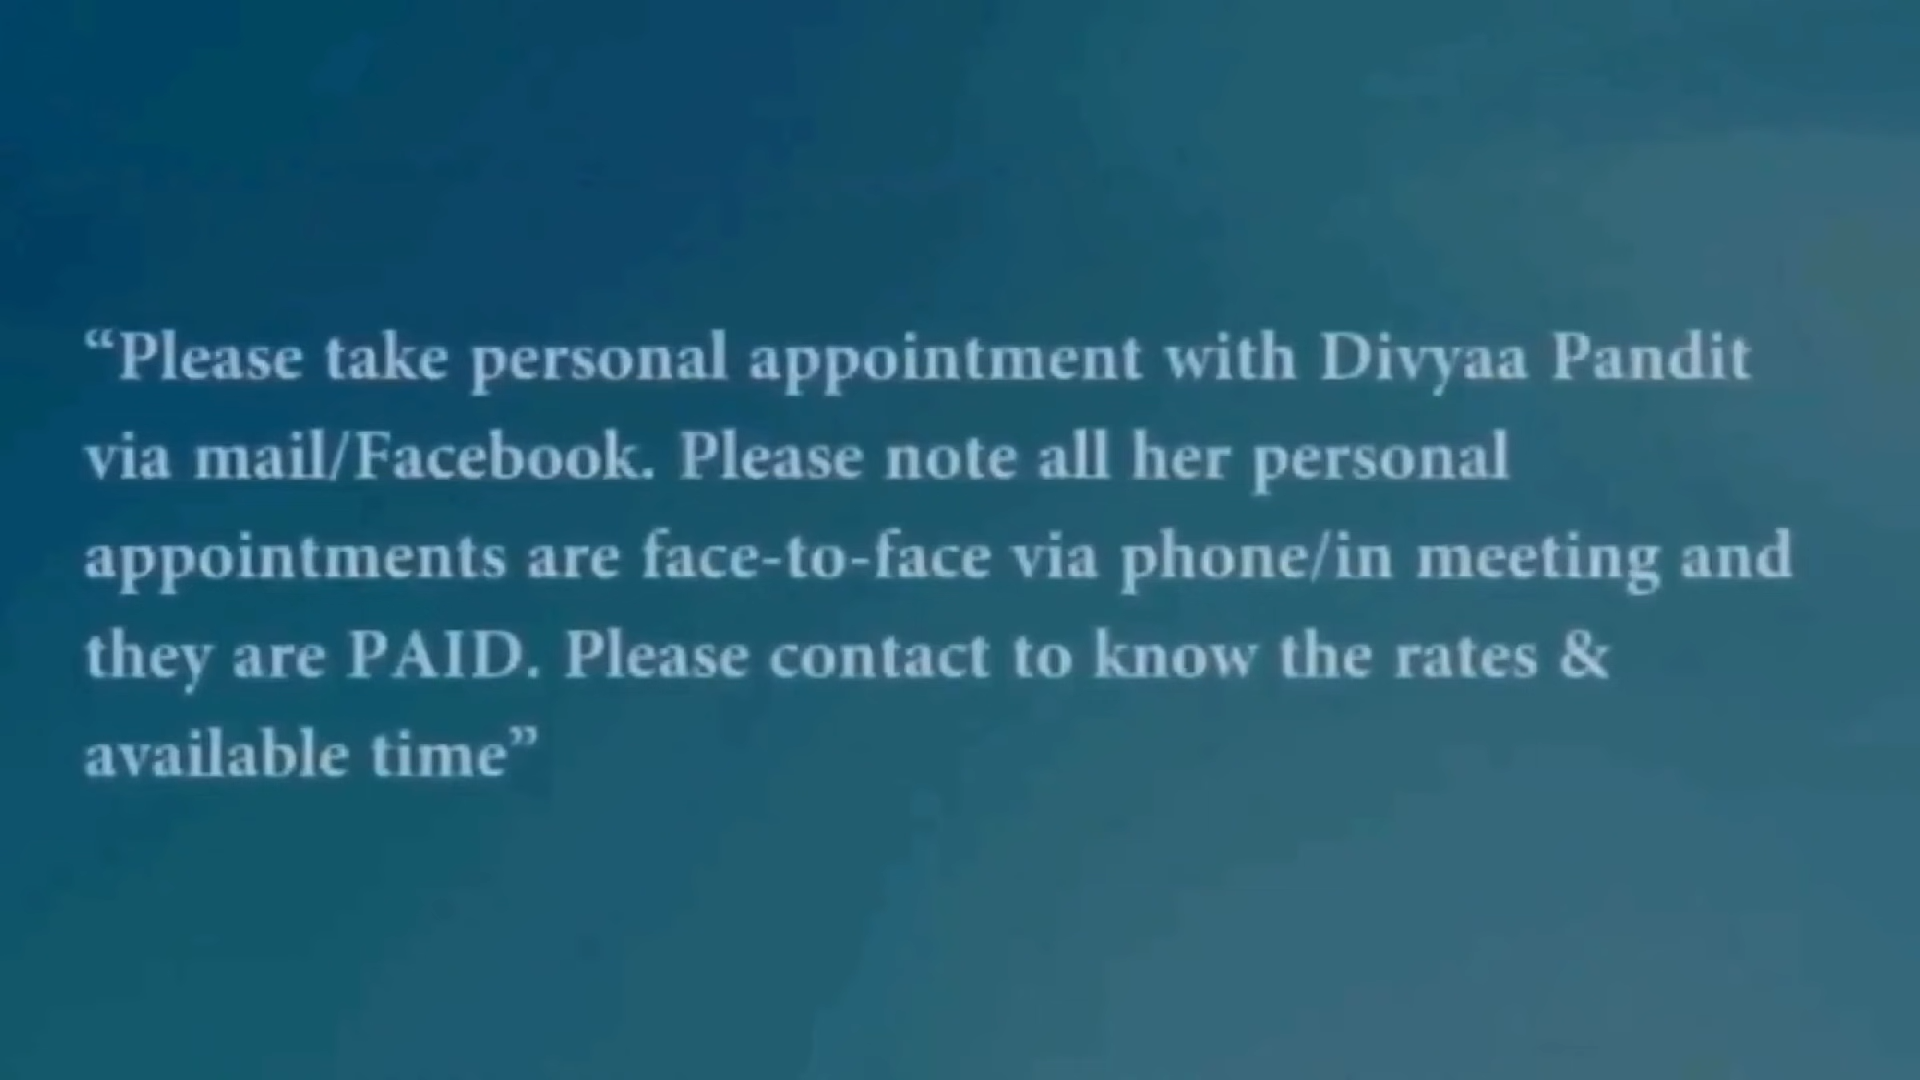 “Please take personal appointment with Divyaa Pandit
via mail/Facebook. Please note all her personal
appointments are face-to-face via phone/in meeting and
they are PAID. Please contact to know the rates &
available time”